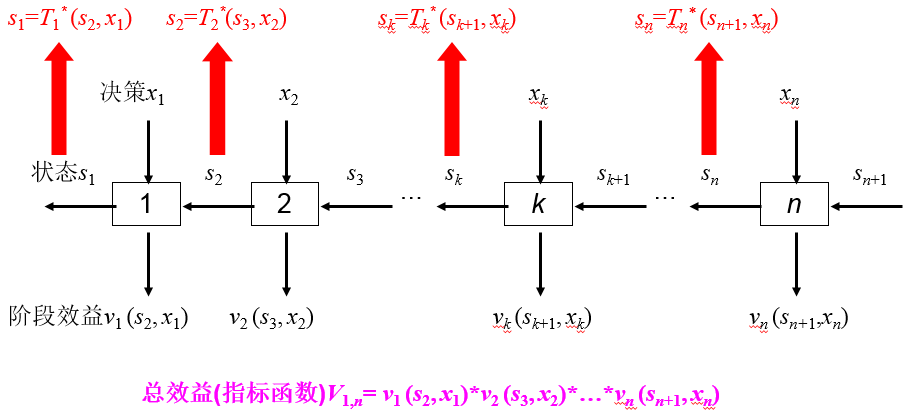 s1=T1*(s2,x1) s2=T2*(s3,x2) sk=Tk*(sk+1,xk) sn=Tn*(sn+1,xn)
决策x1 x2 xk xn
状态s1 s2 s3 sk sk+1 sn sn+1
1 2 … k … n
阶段效益v1(s2,x1) v2(s3,x2) vk(sk+1,xk) vn(sn+1,xn)
总效益(指标函数)V1,n= v1(s2,x1)*v2(s3,x2)*…*vn(sn+1,xn)